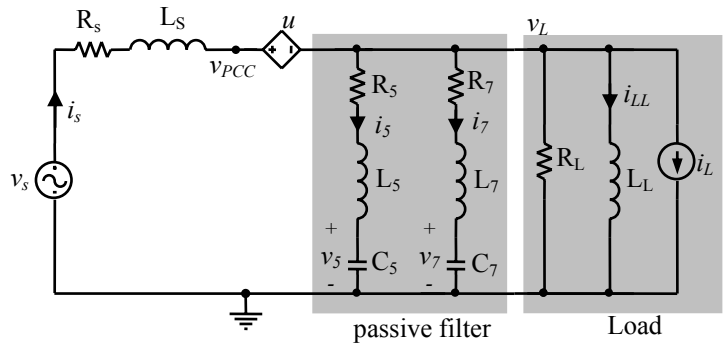 R_s L_S u v_L
v_PCC
R_5 R_7
i_s i_5 i_7 i_LL
v_s L_5 L_7 R_L L_L i_L
+ +
v_5 C_5 v_7 C_7
- -
passive filter Load